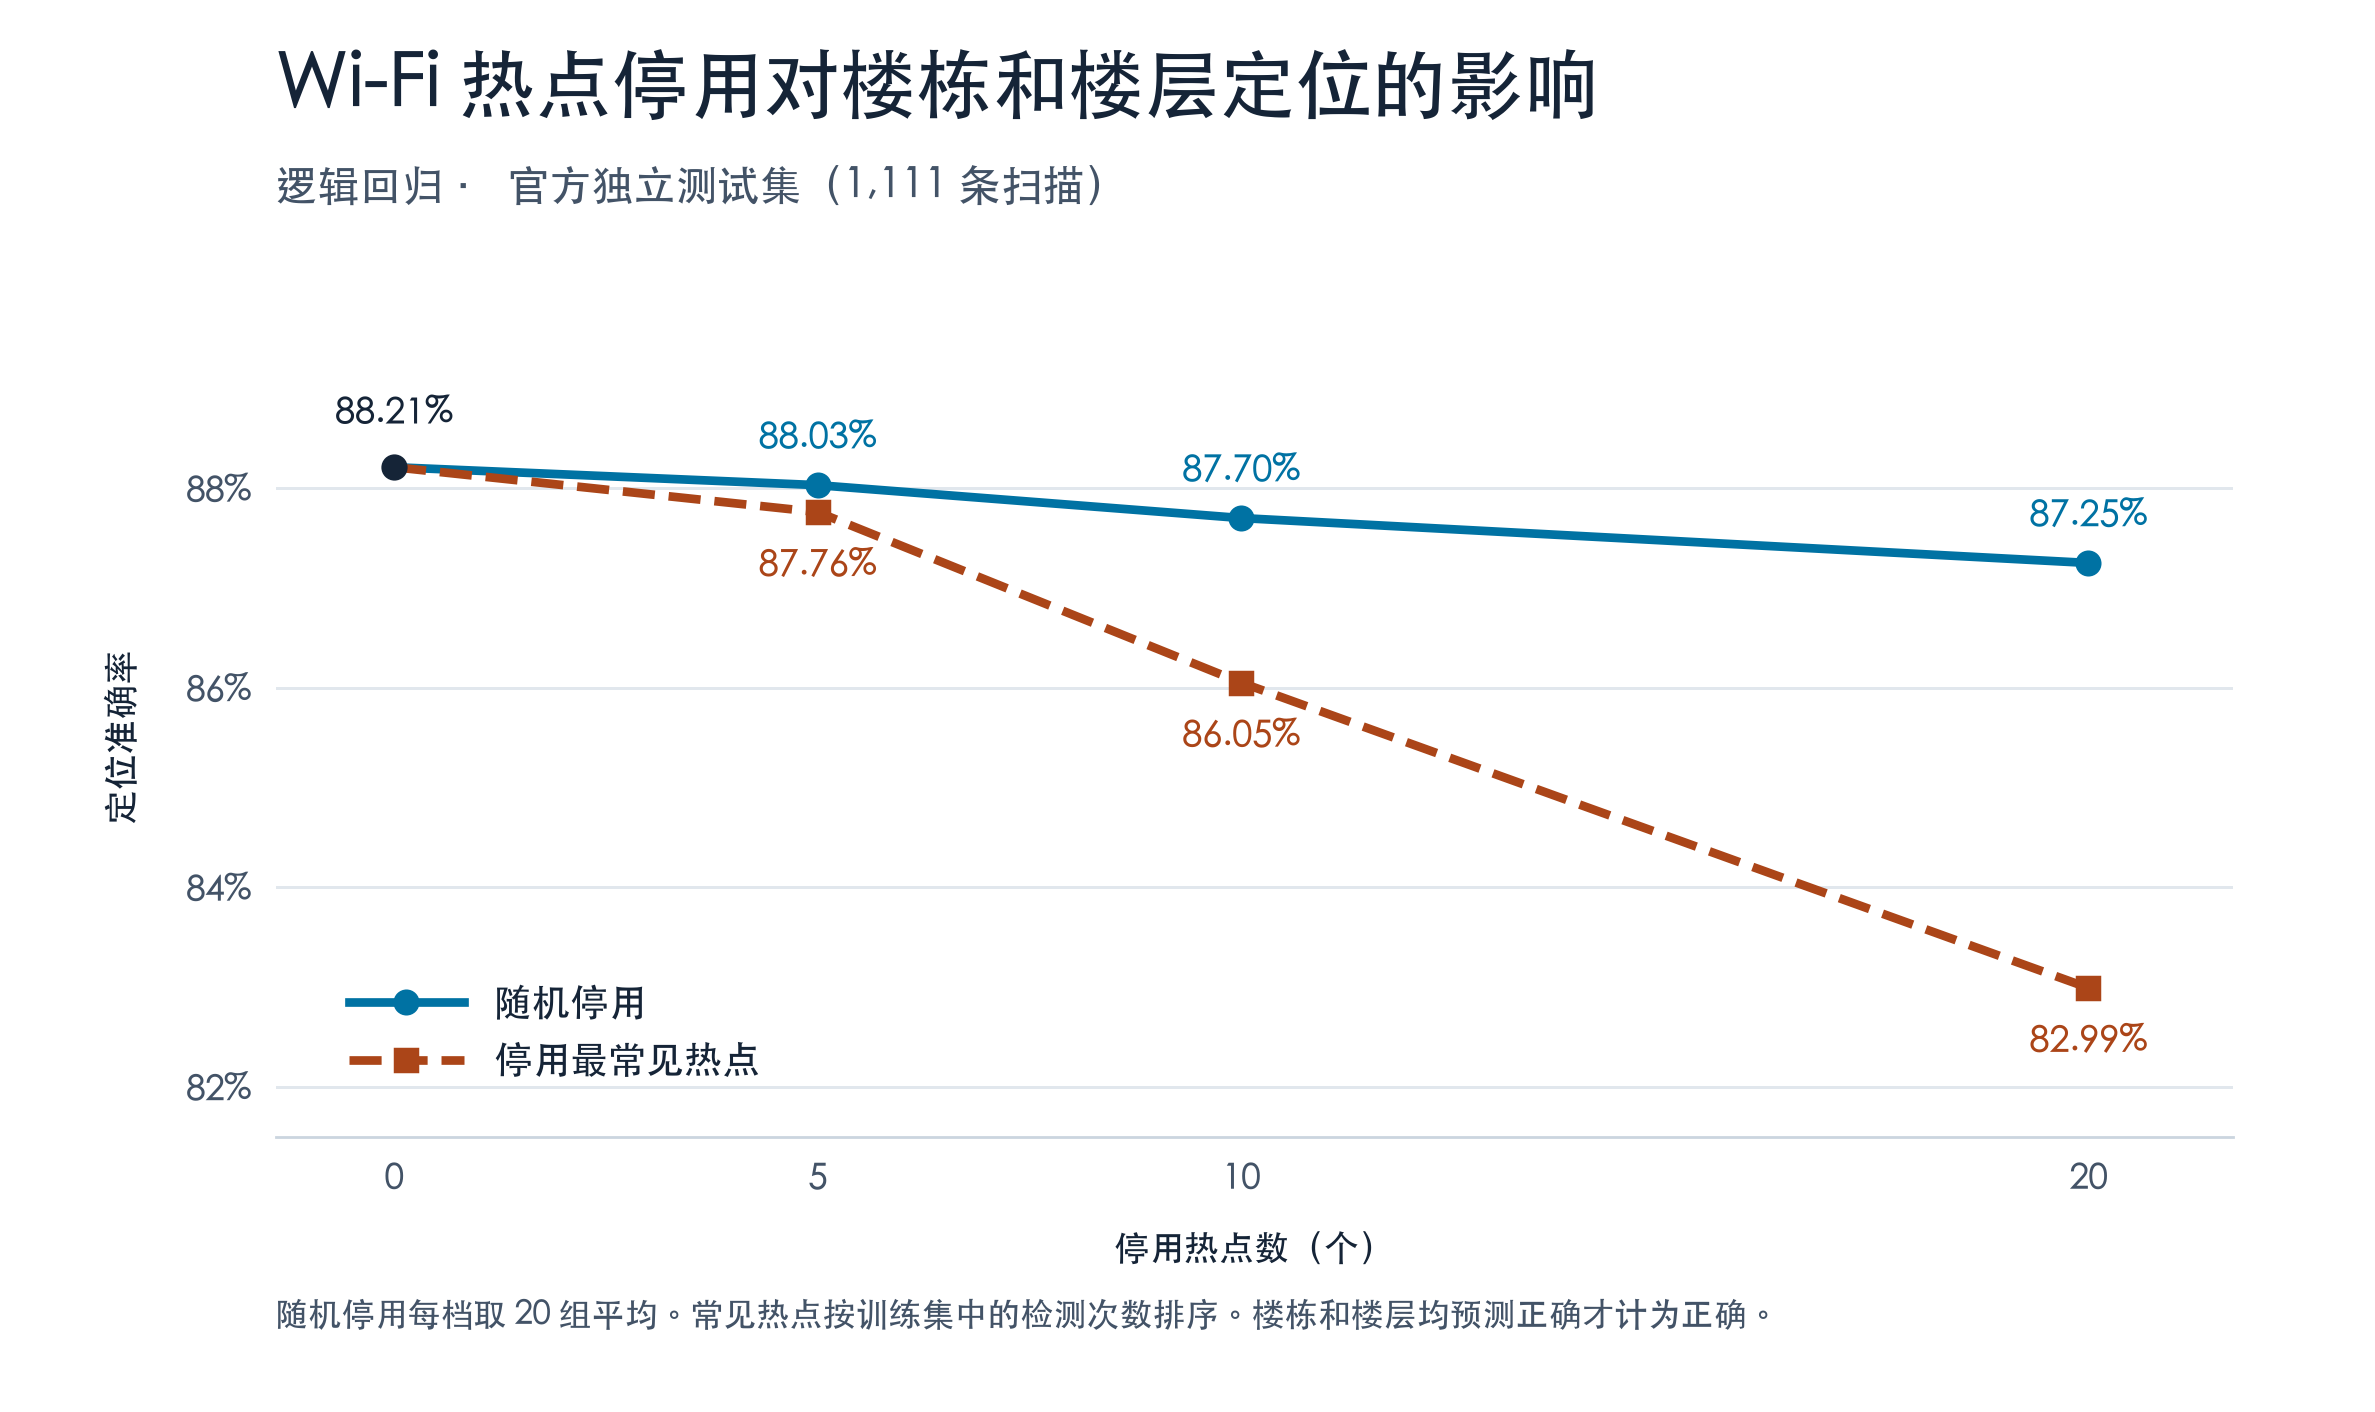 Wi-Fi 热点停用对楼栋和楼层定位的影响
逻辑回归 · 官方独立测试集（1,111 条扫描）
88.21%
88.03%
87.70%
87.25%
87.76%
86.05%
82.99%
定位准确率
88%
86%
84%
82%
随机停用
停用最常见热点
0 5 10 20
停用热点数（个）
随机停用每档取 20 组平均。常见热点按训练集中的检测次数排序。楼栋和楼层均预测正确才计为正确。